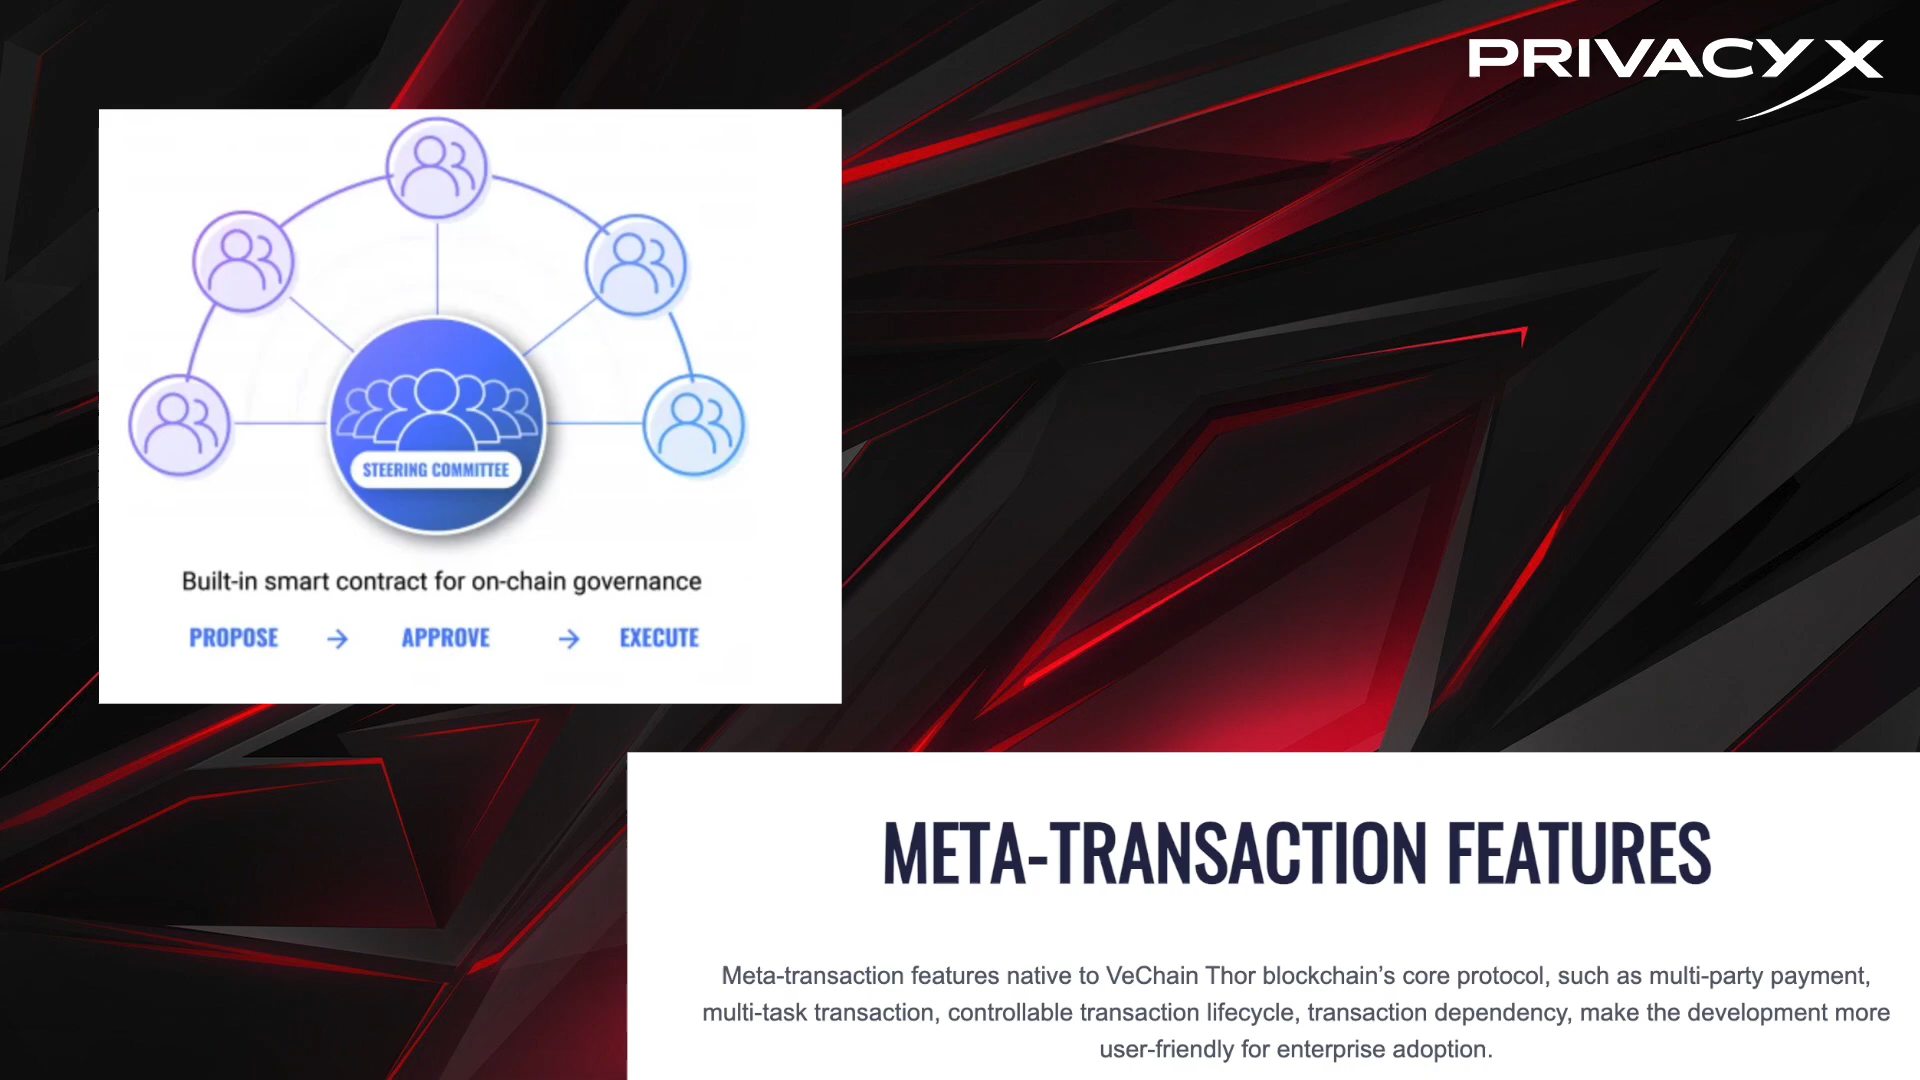 PRIVACY X
STEERING COMMITTEE
Built-in smart contract for on-chain governance
PROPOSE → APPROVE → EXECUTE
META-TRANSACTION FEATURES
Meta-transaction features native to VeChain Thor blockchain’s core protocol, such as multi-party payment,
multi-task transaction, controllable transaction lifecycle, transaction dependency, make the development more
user-friendly for enterprise adoption.